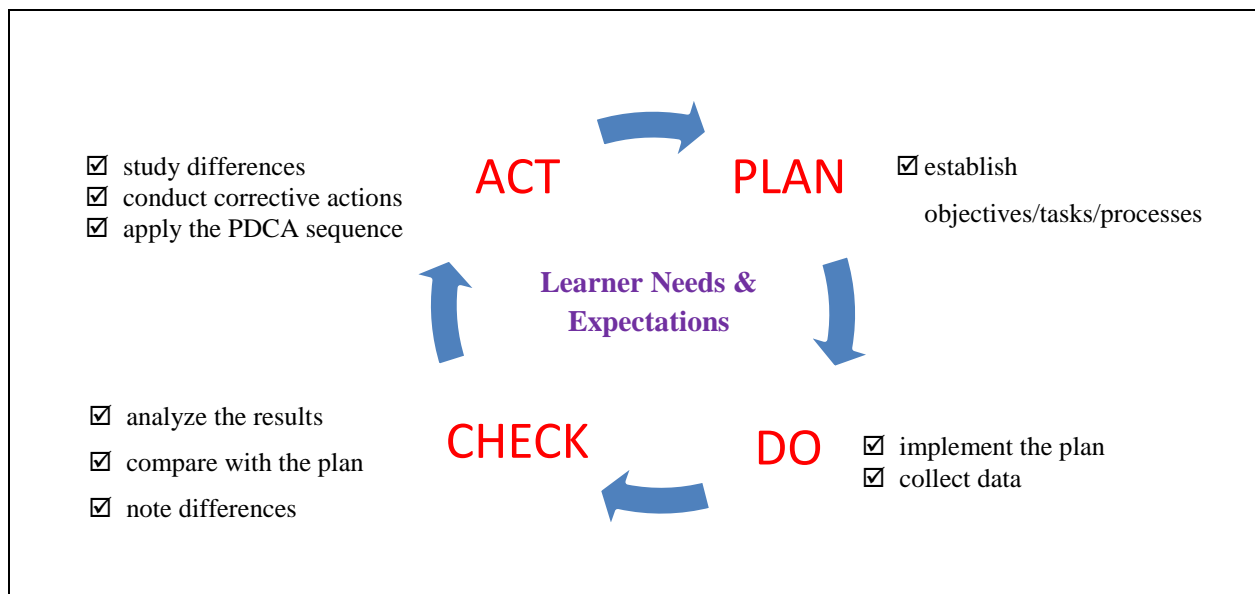 ACT
☑ study differences
☑ conduct corrective actions
☑ apply the PDCA sequence
PLAN
☑ establish
objectives/tasks/processes
Learner Needs &
Expectations
CHECK
☑ analyze the results
☑ compare with the plan
☑ note differences
DO
☑ implement the plan
☑ collect data